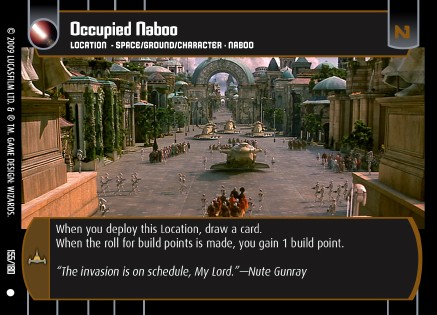 Occupied Naboo
LOCATION - SPACE/GROUND/CHARACTER • NABOO
N
© 2009 LUCASFILM LTD. & ® TM. GAME DESIGN: WIZARDS.
When you deploy this Location, draw a card.
When the roll for build points is made, you gain 1 build point.
"The invasion is on schedule, My Lord."—Nute Gunray
155/180